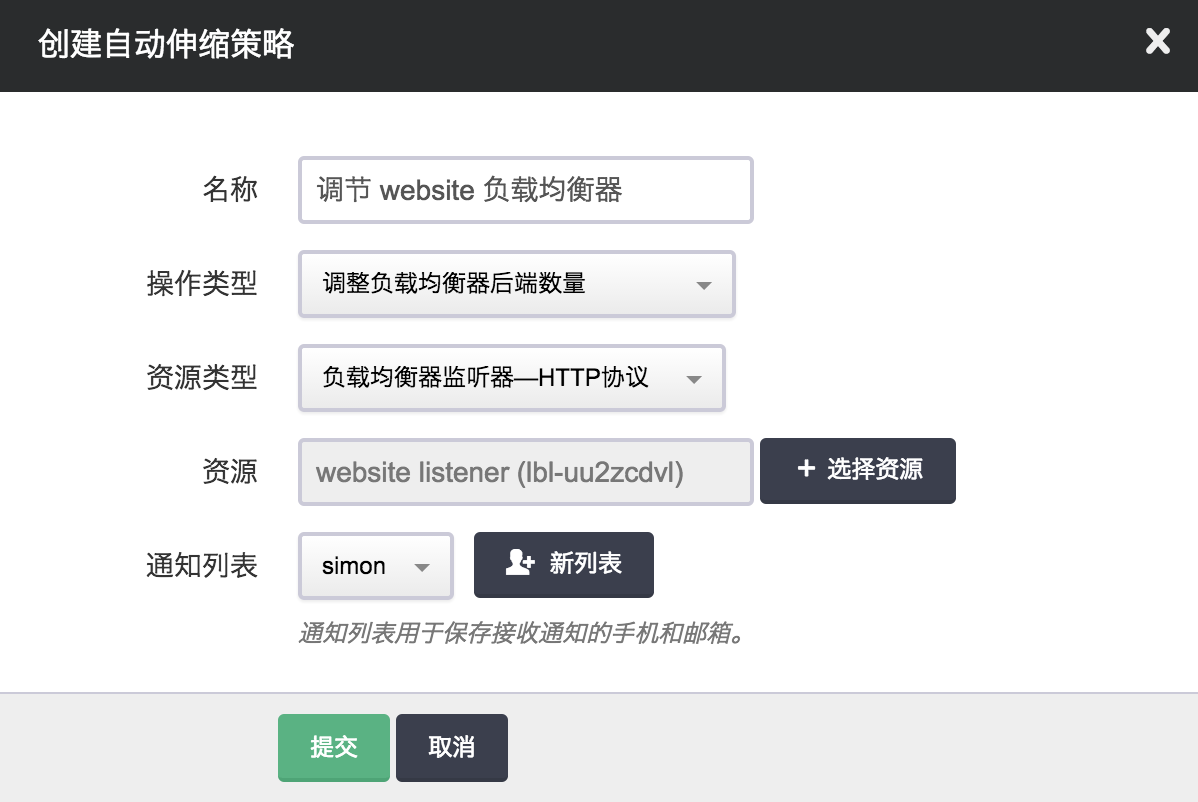 创建自动伸缩策略
名称 调节 website 负载均衡器
操作类型 调整负载均衡器后端数量
资源类型 负载均衡器监听器—HTTP协议
资源 website listener (lbl-uu2zcdvl) + 选择资源
通知列表 simon 新列表
通知列表用于保存接收通知的手机和邮箱。
提交 取消